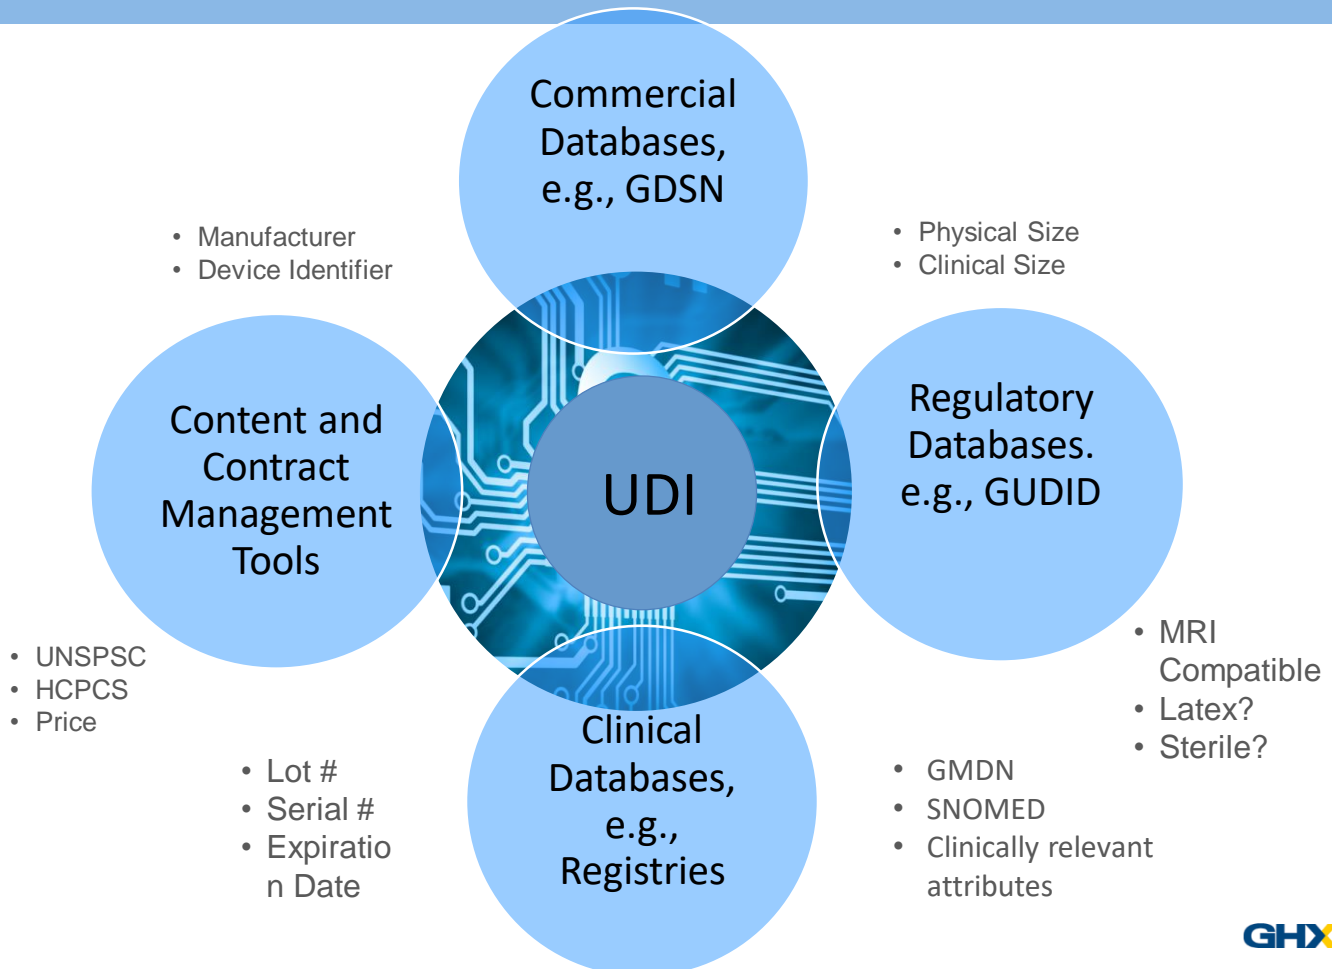 Commercial
Databases,
e.g., GDSN
• Manufacturer
• Device Identifier
• Physical Size
• Clinical Size
Content and
Contract
Management
Tools
UDI
Regulatory
Databases.
e.g., GUDID
• UNSPSC
• HCPCS
• Price
• MRI
Compatible
• Latex?
• Sterile?
Clinical
Databases,
e.g.,
Registries
• Lot #
• Serial #
• Expiratio
n Date
• GMDN
• SNOMED
• Clinically relevant
attributes
GHX